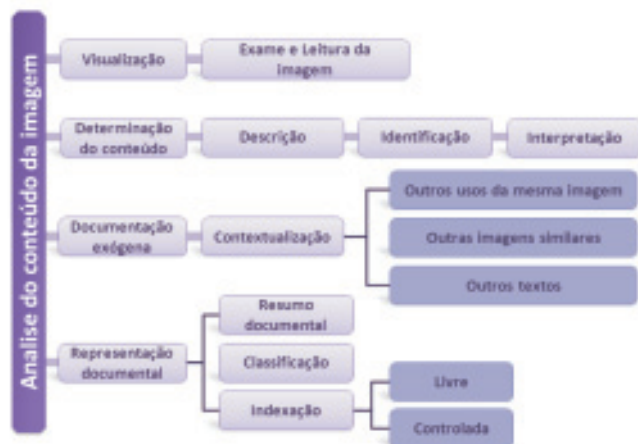 Analise do conteúdo da imagem
Visualização
Exame e Leitura da
imagem
Determinação
do conteúdo
Descrição
Identificação
Interpretação
Documentação
exógena
Contextualização
Outros usos da mesma imagem
Outras imagens similares
Outros textos
Representação
documental
Resumo
documental
Classificação
Indexação
Livre
Controlada